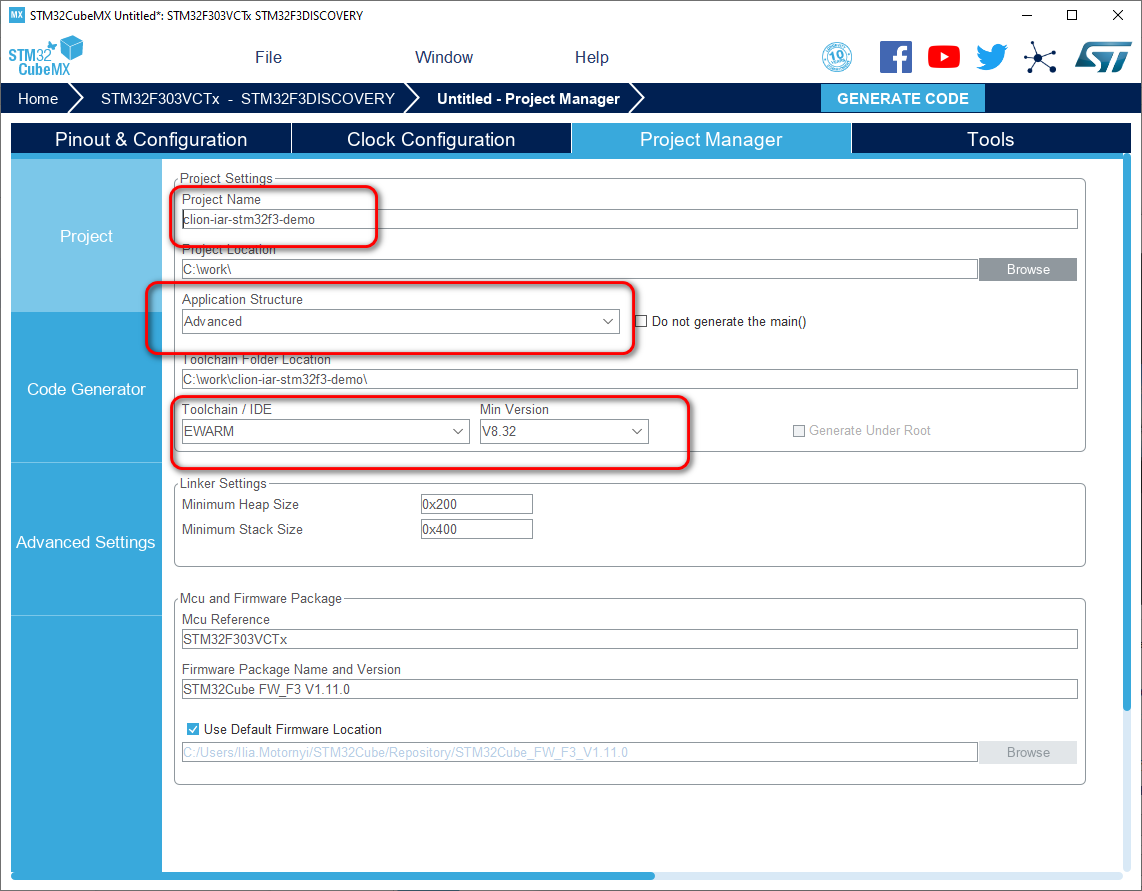 MX STM32CubeMX Untitled*: STM32F303VCTx STM32F3DISCOVERY
STM32
CubeMX
File Window Help
10
ST
Home STM32F303VCTx - STM32F3DISCOVERY Untitled - Project Manager GENERATE CODE
Pinout & Configuration Clock Configuration Project Manager Tools
Project
Code Generator
Advanced Settings
Project Settings
Project Name
clion-iar-stm32f3-demo
Project Location
C:\work\ Browse
Application Structure
Advanced Do not generate the main()
Toolchain Folder Location
C:\work\clion-iar-stm32f3-demo\
Toolchain / IDE Min Version
EWARM V8.32 Generate Under Root
Linker Settings
Minimum Heap Size 0x200
Minimum Stack Size 0x400
Mcu and Firmware Package
Mcu Reference
STM32F303VCTx
Firmware Package Name and Version
STM32Cube FW_F3 V1.11.0
Use Default Firmware Location
C:/Users/Ilia.Motornyi/STM32Cube/Repository/STM32Cube_FW_F3_V1.11.0 Browse